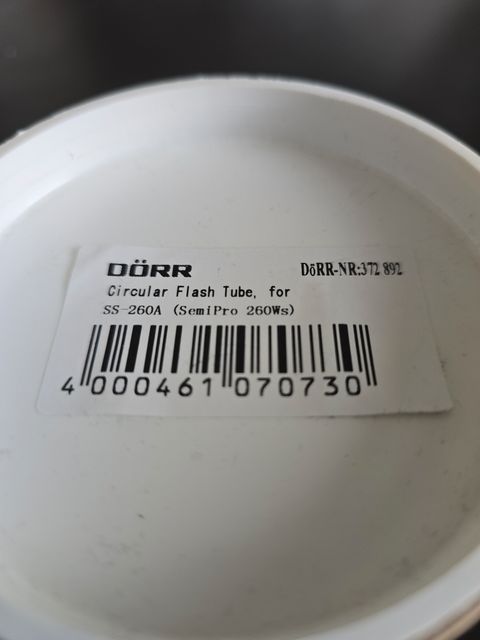 DÖRR DöRR-NR:372 892
Circular Flash Tube, for
SS-260A (SemiPro 260Ws)
4 000461 070730